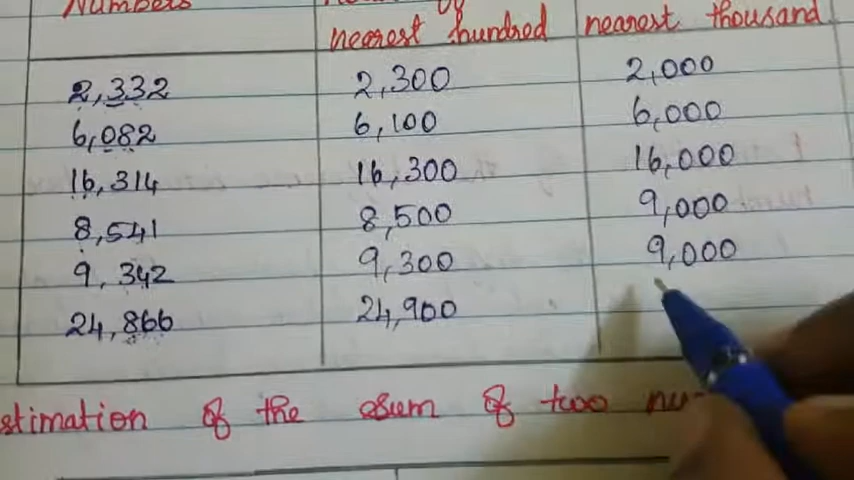 Numbers
nearest hundred nearest thousand
2,332 2,300 2,000
6,082 6,100 6,000
16,314 16,300 16,000
8,541 8,500 9,000
9,342 9,300 9,000
24,866 24,900
stimation of the sum of two